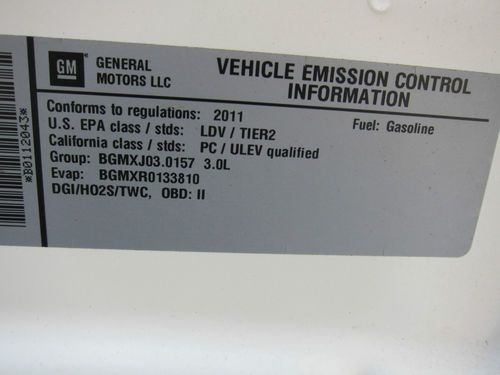 *B0112043*
GM
GENERAL
MOTORS LLC
VEHICLE EMISSION CONTROL
INFORMATION
Conforms to regulations: 2011
Fuel: Gasoline
U.S. EPA class / stds: LDV / TIER2
California class / stds: PC / ULEV qualified
Group: BGMXJ03.0157 3.0L
Evap: BGMXR0133810
DGI/HO2S/TWC, OBD: II